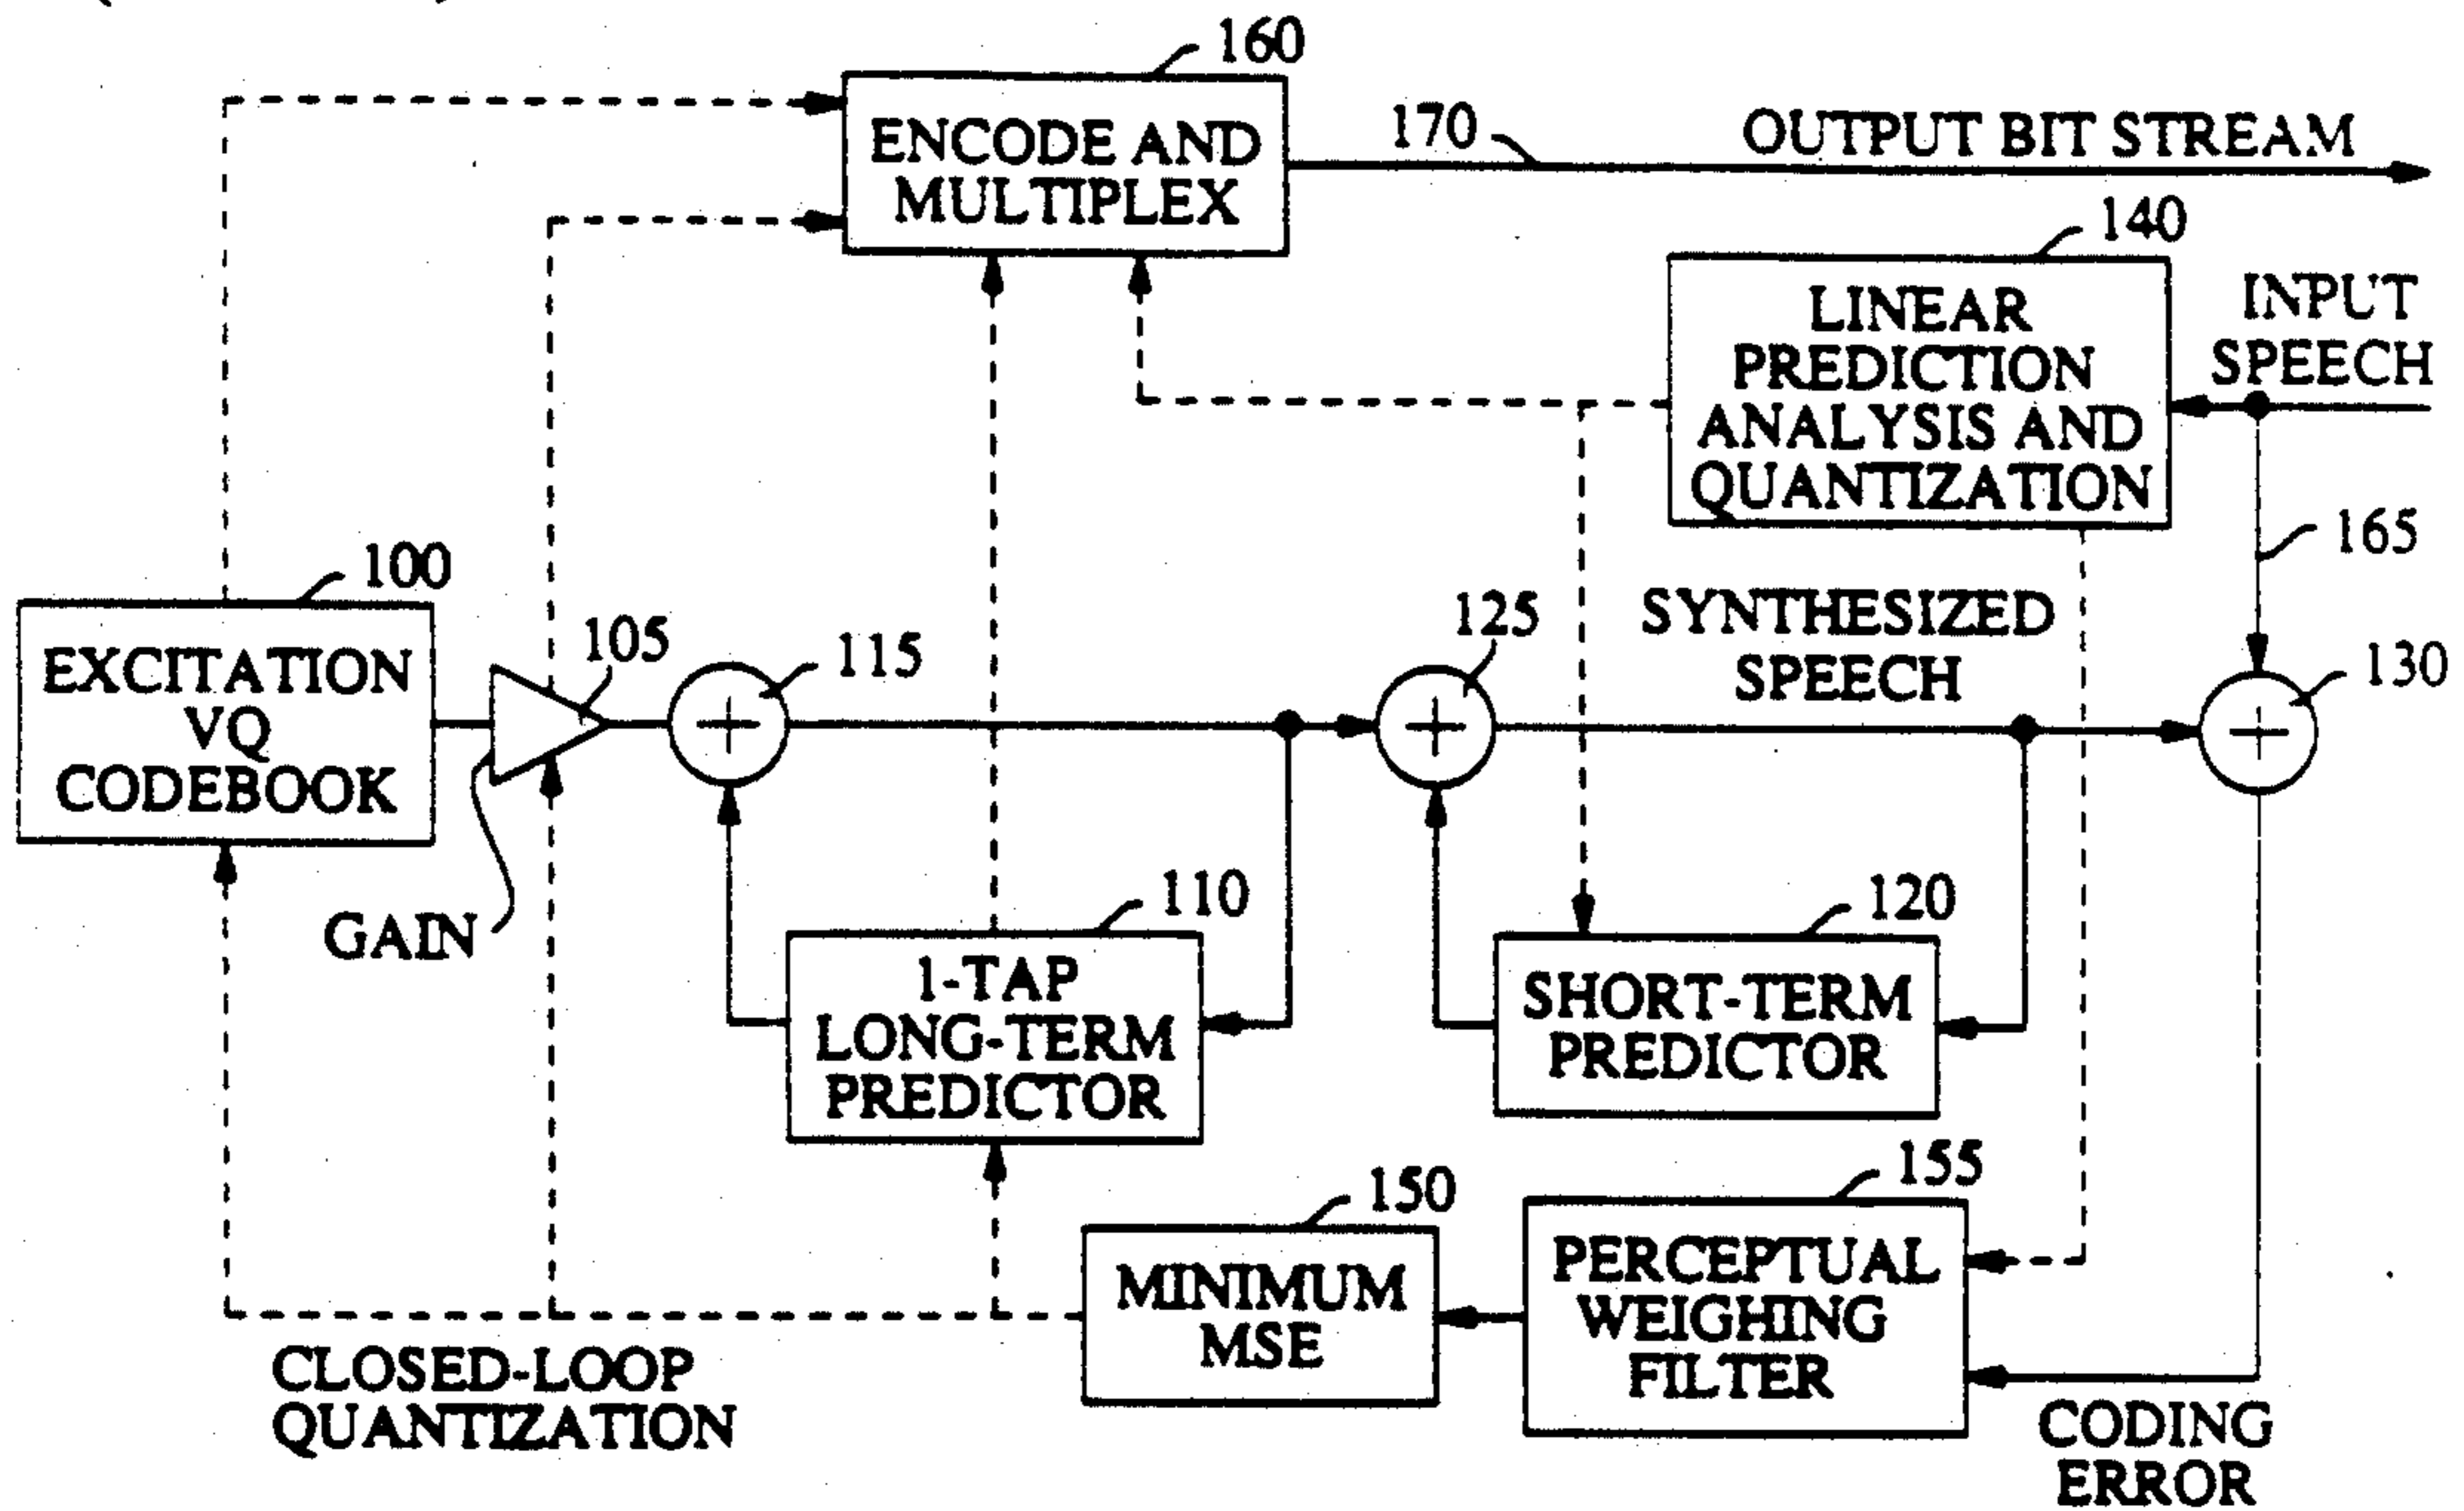 160
ENCODE AND
MULTIPLEX
170
OUTPUT BIT STREAM
140
LINEAR
PREDICTION
ANALYSIS AND
QUANTIZATION
INPUT
SPEECH
165
100
EXCITATION
VQ
CODEBOOK
105
GAIN
115
125
SYNTHESIZED
SPEECH
130
110
1-TAP
LONG-TERM
PREDICTOR
120
SHORT-TERM
PREDICTOR
150
MINIMUM
MSE
155
PERCEPTUAL
WEIGHING
FILTER
CLOSED-LOOP
QUANTIZATION
CODING
ERROR